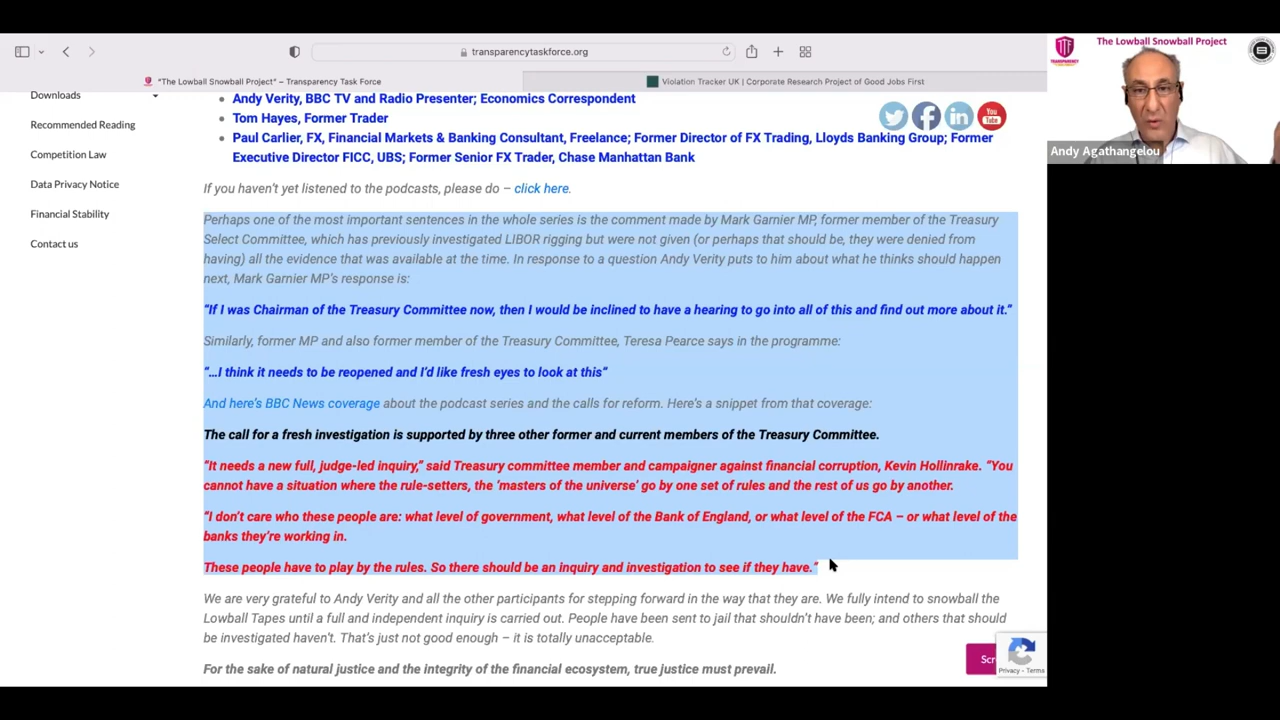 transparencytaskforce.org
The Lowball Snowball Project
"The Lowball Snowball Project" – Transparency Task Force
Violation Tracker UK | Corporate Research Project of Good Jobs First
Andy Agathangelou
Downloads
Recommended Reading
Competition Law
Data Privacy Notice
Financial Stability
Contact us
Andy Verity, BBC TV and Radio Presenter; Economics Correspondent
Tom Hayes, Former Trader
Paul Carlier, FX, Financial Markets & Banking Consultant, Freelance; Former Director of FX Trading, Lloyds Banking Group; Former
Executive Director FICC, UBS; Former Senior FX Trader, Chase Manhattan Bank
You
Tube
If you haven't yet listened to the podcasts, please do – click here.
Perhaps one of the most important sentences in the whole series is the comment made by Mark Garnier MP, former member of the Treasury
Select Committee, which has previously investigated LIBOR rigging but were not given (or perhaps that should be, they were denied from
having) all the evidence that was available at the time. In response to a question Andy Verity puts to him about what he thinks should happen
next, Mark Garnier MP's response is:
"If I was Chairman of the Treasury Committee now, then I would be inclined to have a hearing to go into all of this and find out more about it."
Similarly, former MP and also former member of the Treasury Committee, Teresa Pearce says in the programme:
"…I think it needs to be reopened and I'd like fresh eyes to look at this"
And here's BBC News coverage about the podcast series and the calls for reform. Here's a snippet from that coverage:
The call for a fresh investigation is supported by three other former and current members of the Treasury Committee.
"It needs a new full, judge-led inquiry," said Treasury committee member and campaigner against financial corruption, Kevin Hollinrake. "You
cannot have a situation where the rule-setters, the 'masters of the universe' go by one set of rules and the rest of us go by another.
"I don't care who these people are: what level of government, what level of the Bank of England, or what level of the FCA – or what level of the
banks they're working in.
These people have to play by the rules. So there should be an inquiry and investigation to see if they have."
We are very grateful to Andy Verity and all the other participants for stepping forward in the way that they are. We fully intend to snowball the
Lowball Tapes until a full and independent inquiry is carried out. People have been sent to jail that shouldn't have been; and others that should
be investigated haven't. That's just not good enough – it is totally unacceptable.
For the sake of natural justice and the integrity of the financial ecosystem, true justice must prevail.
Scr
Privacy - Terms